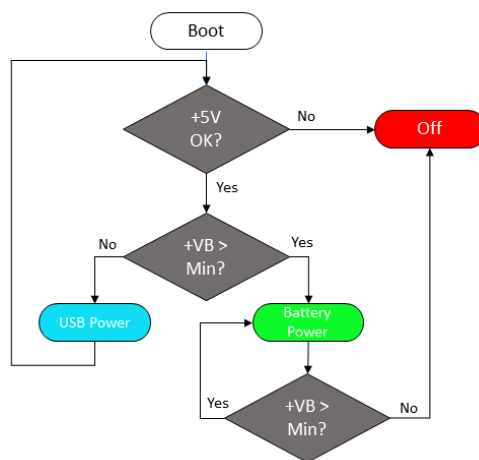 Boot
+5V
OK?
No
Off
Yes
+VB >
Min?
No
Yes
USB Power
Battery
Power
Yes
+VB >
Min?
No